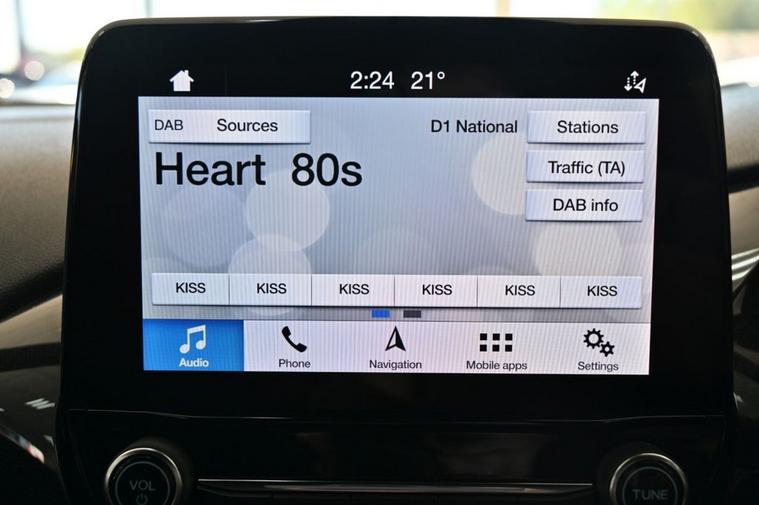 2:24 21°
DAB Sources D1 National Stations
Heart 80s
Traffic (TA)
DAB info
KISS KISS KISS KISS KISS KISS
Audio Phone Navigation Mobile apps Settings
VOL TUNE